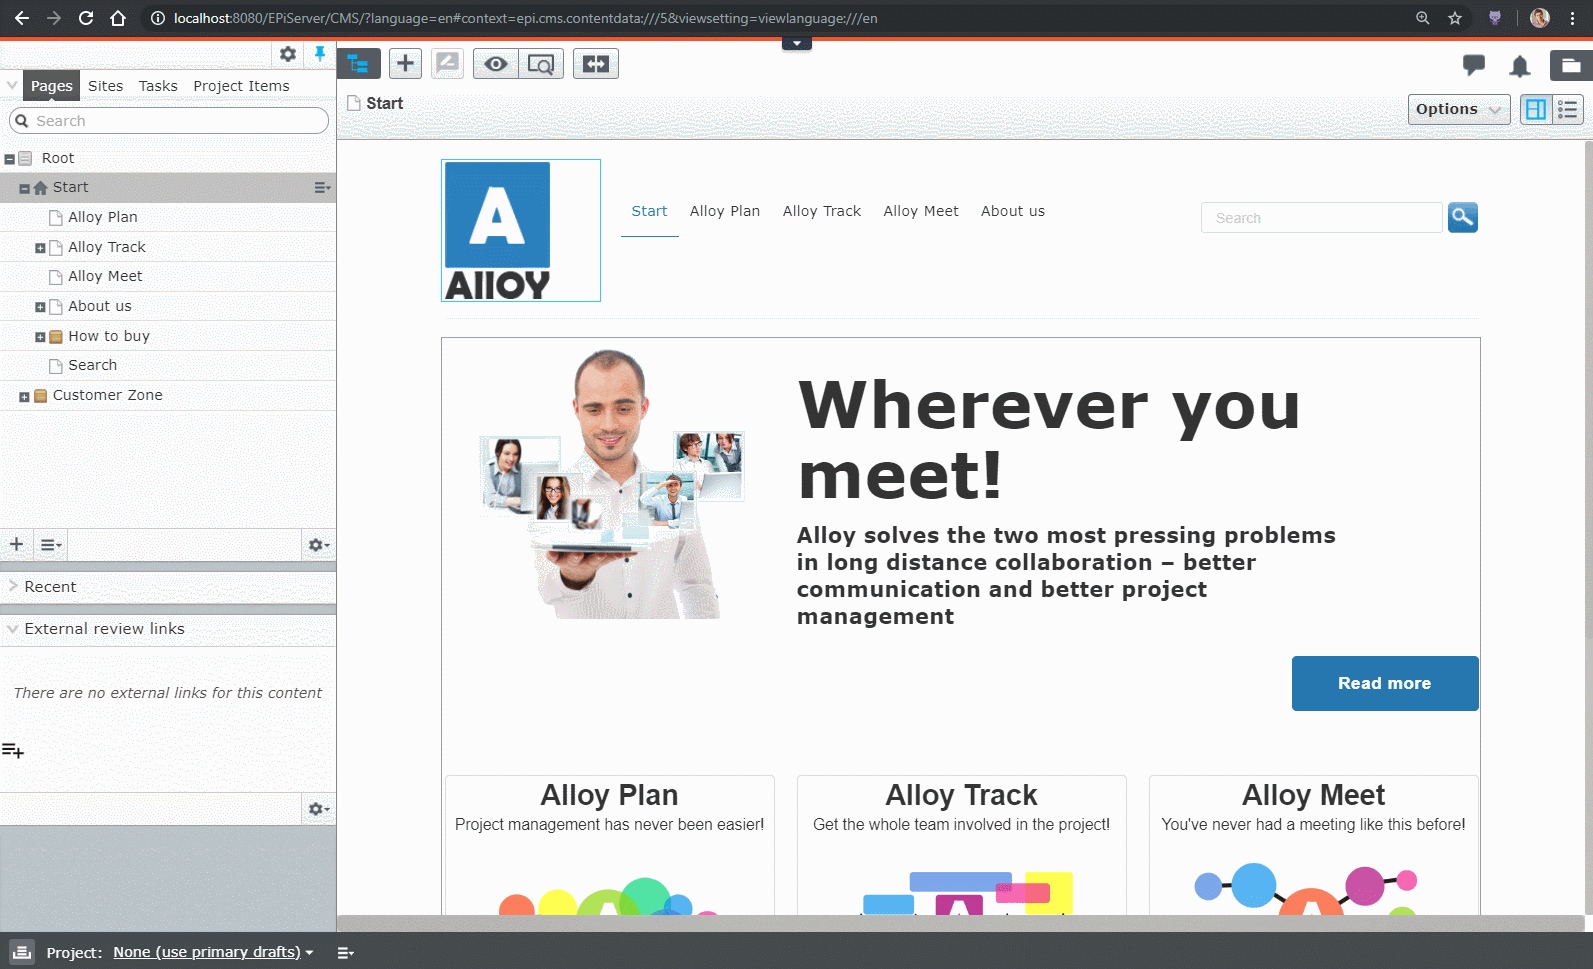 localhost:8080/EPiServer/CMS/?language=en#context=epi.cms.contentdata:///5&viewsetting=viewlanguage:///en
Pages Sites Tasks Project Items
Search
Root
Start
Alloy Plan
Alloy Track
Alloy Meet
About us
How to buy
Search
Customer Zone
Recent
External review links
There are no external links for this content
Start
Options
A
AllOY
Start Alloy Plan Alloy Track Alloy Meet About us
Search
Wherever you
meet!
Alloy solves the two most pressing problems
in long distance collaboration – better
communication and better project
management
Read more
Alloy Plan
Project management has never been easier!
Alloy Track
Get the whole team involved in the project!
Alloy Meet
You've never had a meeting like this before!
Project: None (use primary drafts)